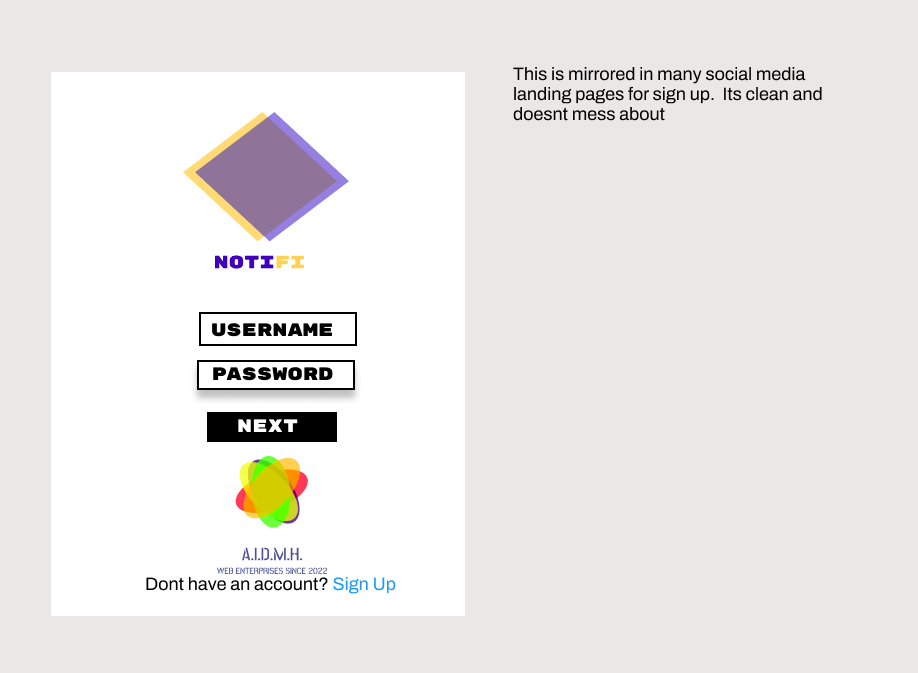 This is mirrored in many social media
landing pages for sign up.  Its clean and
doesnt mess about
NOTIFI
USERNAME
PASSWORD
NEXT
A.I.D.M.H.
WEB ENTERPRISES SINCE 2022
Dont have an account? Sign Up